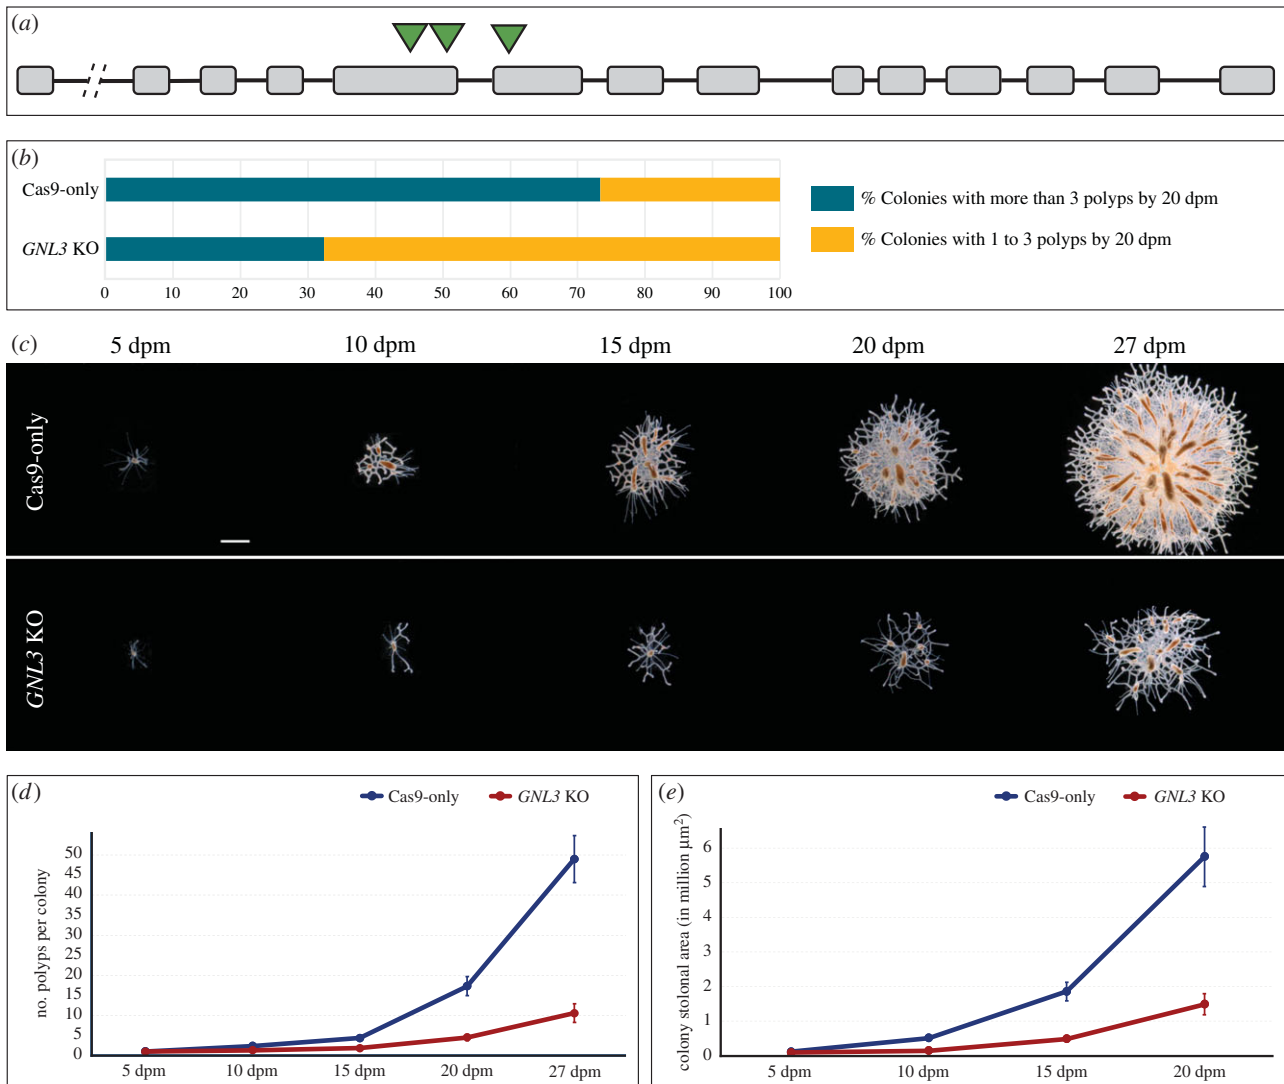 (a)
(b)
Cas9-only
GNL3 KO
0 10 20 30 40 50 60 70 80 90 100
% Colonies with more than 3 polyps by 20 dpm
% Colonies with 1 to 3 polyps by 20 dpm
(c)
5 dpm 10 dpm 15 dpm 20 dpm 27 dpm
Cas9-only
GNL3 KO
(d)
Cas9-only GNL3 KO
no. polyps per colony
50
45
40
35
30
25
20
15
10
5
0
5 dpm 10 dpm 15 dpm 20 dpm 27 dpm
(e)
Cas9-only GNL3 KO
colony stolonal area (in million µm²)
6
5
4
3
2
1
0
5 dpm 10 dpm 15 dpm 20 dpm